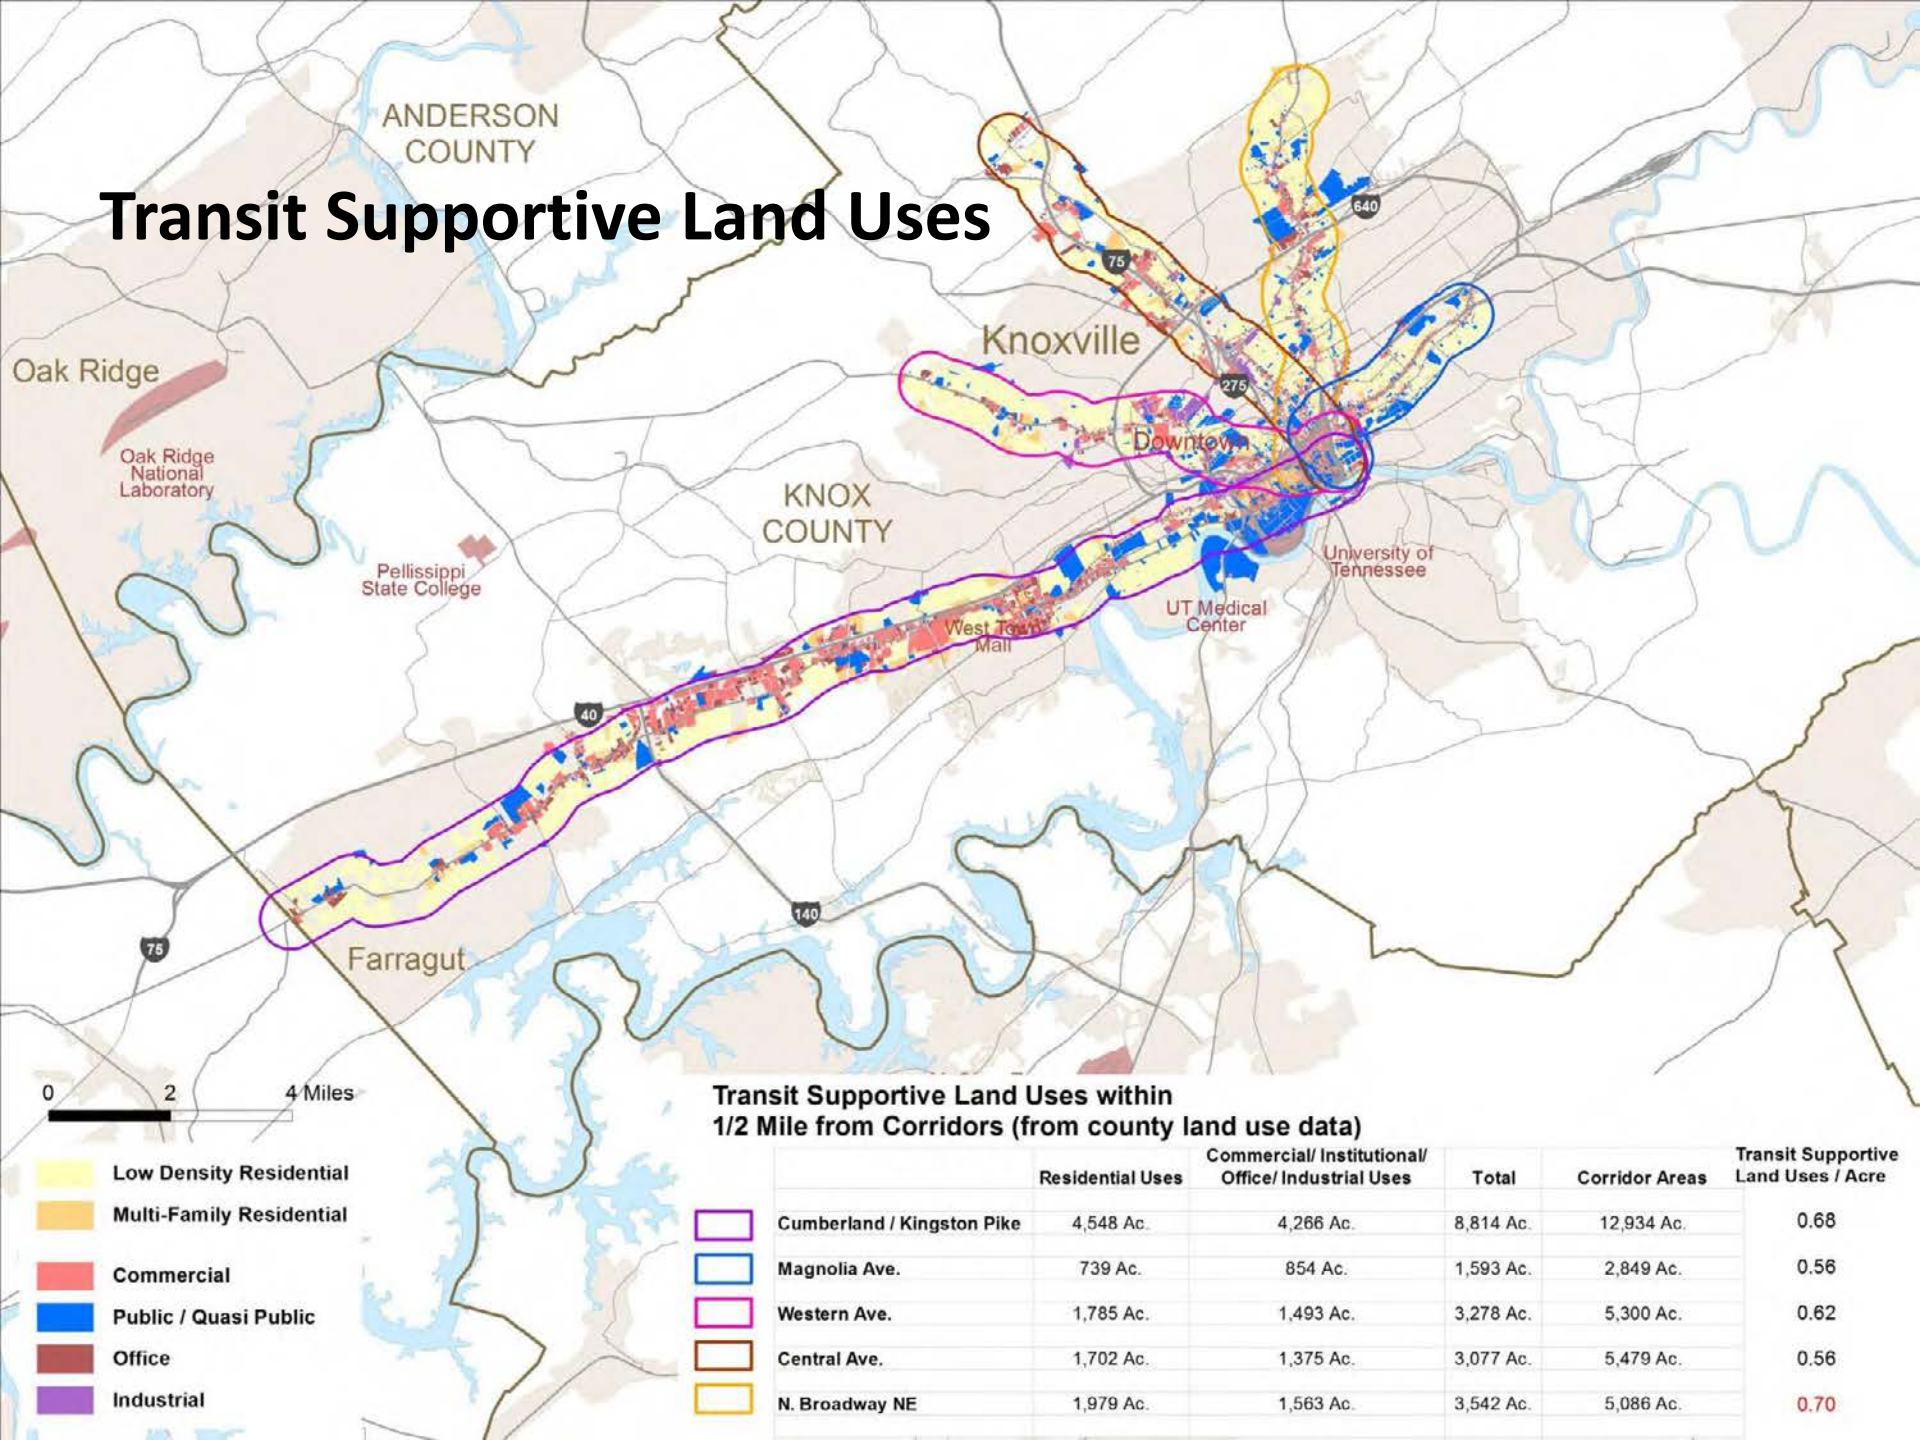 ANDERSON
COUNTY
Transit Supportive Land Uses
640
75
Knoxville
Oak Ridge
275
Downtown
Oak Ridge
National
Laboratory
KNOX
COUNTY
Pellissippi
State College
University of
Tennessee
UT Medical
Center
West Town
Mall
40
140
75
Farragut
0 2 4 Miles
Transit Supportive Land Uses within
1/2 Mile from Corridors (from county land use data)
Low Density Residential
Multi-Family Residential
Commercial
Public / Quasi Public
Office
Industrial
Residential Uses Commercial/ Institutional/ Office/ Industrial Uses Total Corridor Areas Transit Supportive Land Uses / Acre
Cumberland / Kingston Pike 4,548 Ac. 4,266 Ac. 8,814 Ac. 12,934 Ac. 0.68
Magnolia Ave. 739 Ac. 854 Ac. 1,593 Ac. 2,849 Ac. 0.56
Western Ave. 1,785 Ac. 1,493 Ac. 3,278 Ac. 5,300 Ac. 0.62
Central Ave. 1,702 Ac. 1,375 Ac. 3,077 Ac. 5,479 Ac. 0.56
N. Broadway NE 1,979 Ac. 1,563 Ac. 3,542 Ac. 5,086 Ac. 0.70